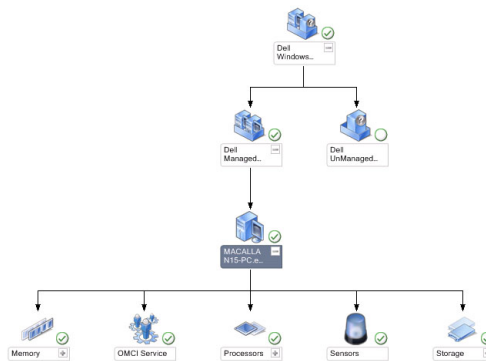 Dell
Windows..
Dell
Managed..
Dell
UnManaged..
MACALLA
N15-PC.e..
Memory
OMCI Service
Processors
Sensors
Storage